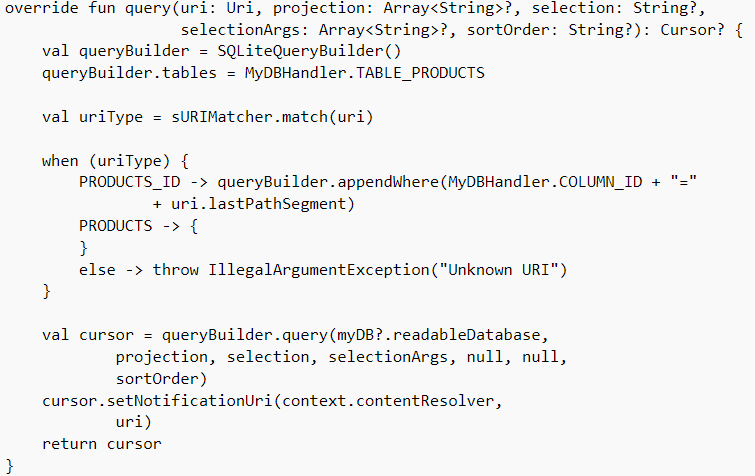 override fun query(uri: Uri, projection: Array<String>?, selection: String?,
                   selectionArgs: Array<String>?, sortOrder: String?): Cursor? {
    val queryBuilder = SQLiteQueryBuilder()
    queryBuilder.tables = MyDBHandler.TABLE_PRODUCTS

    val uriType = sURIMatcher.match(uri)

    when (uriType) {
        PRODUCTS_ID -> queryBuilder.appendWhere(MyDBHandler.COLUMN_ID + "="
                + uri.lastPathSegment)
        PRODUCTS -> {
        }
        else -> throw IllegalArgumentException("Unknown URI")
    }

    val cursor = queryBuilder.query(myDB?.readableDatabase,
            projection, selection, selectionArgs, null, null,
            sortOrder)
    cursor.setNotificationUri(context.contentResolver,
            uri)
    return cursor
}